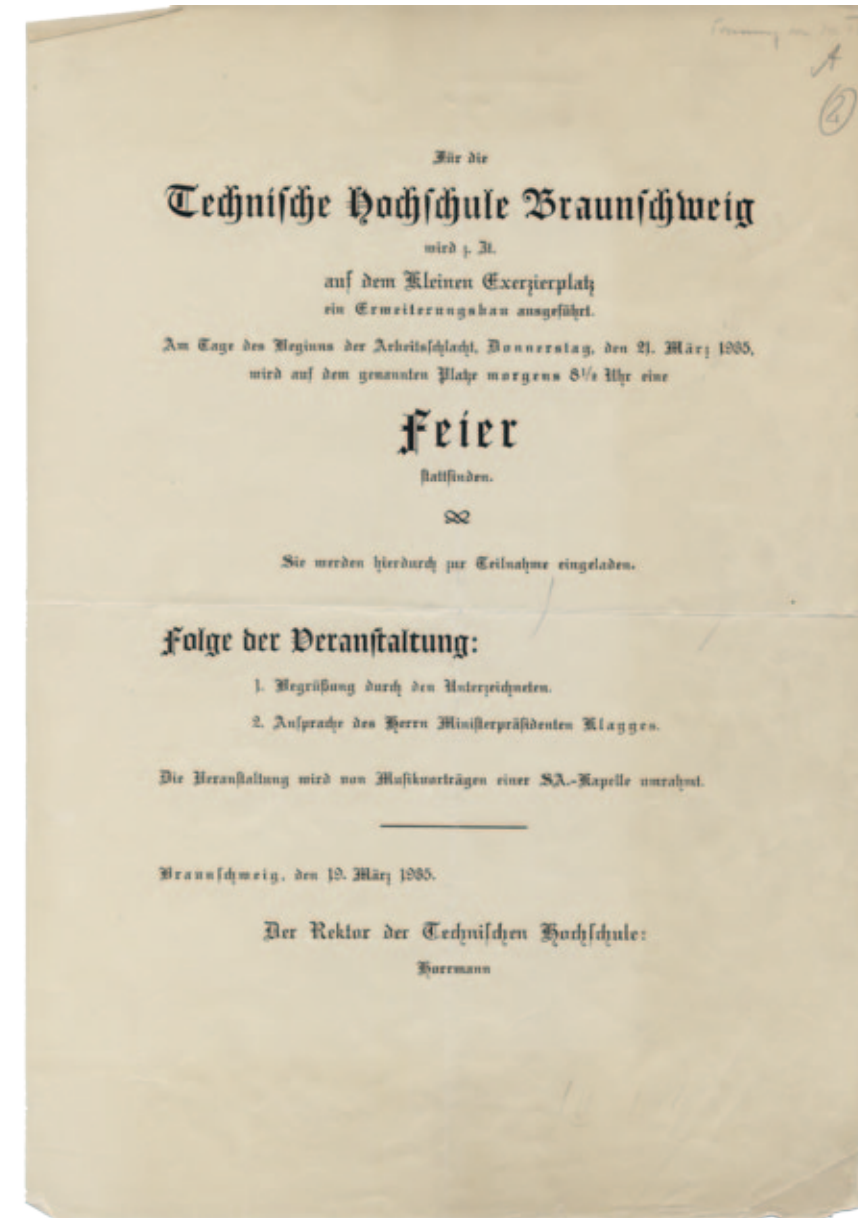 A
2
Für die
Technische Hochschule Braunschweig
wird z. Zt.
auf dem Kleinen Exerzierplatz
ein Erweiterungsbau ausgeführt.
Am Tage des Beginns der Arbeitsschlacht, Donnerstag, den 21. März 1935,
wird auf dem genannten Platze morgens 8½ Uhr eine
Feier
stattfinden.
Sie werden hierdurch zur Teilnahme eingeladen.
Folge der Veranstaltung:
1. Begrüßung durch den Unterzeichneten.
2. Ansprache des Herrn Ministerpräsidenten Klagges.
Die Veranstaltung wird von Musikvorträgen einer SA.-Kapelle umrahmt.
Braunschweig, den 19. März 1935.
Der Rektor der Technischen Hochschule:
Horrmann